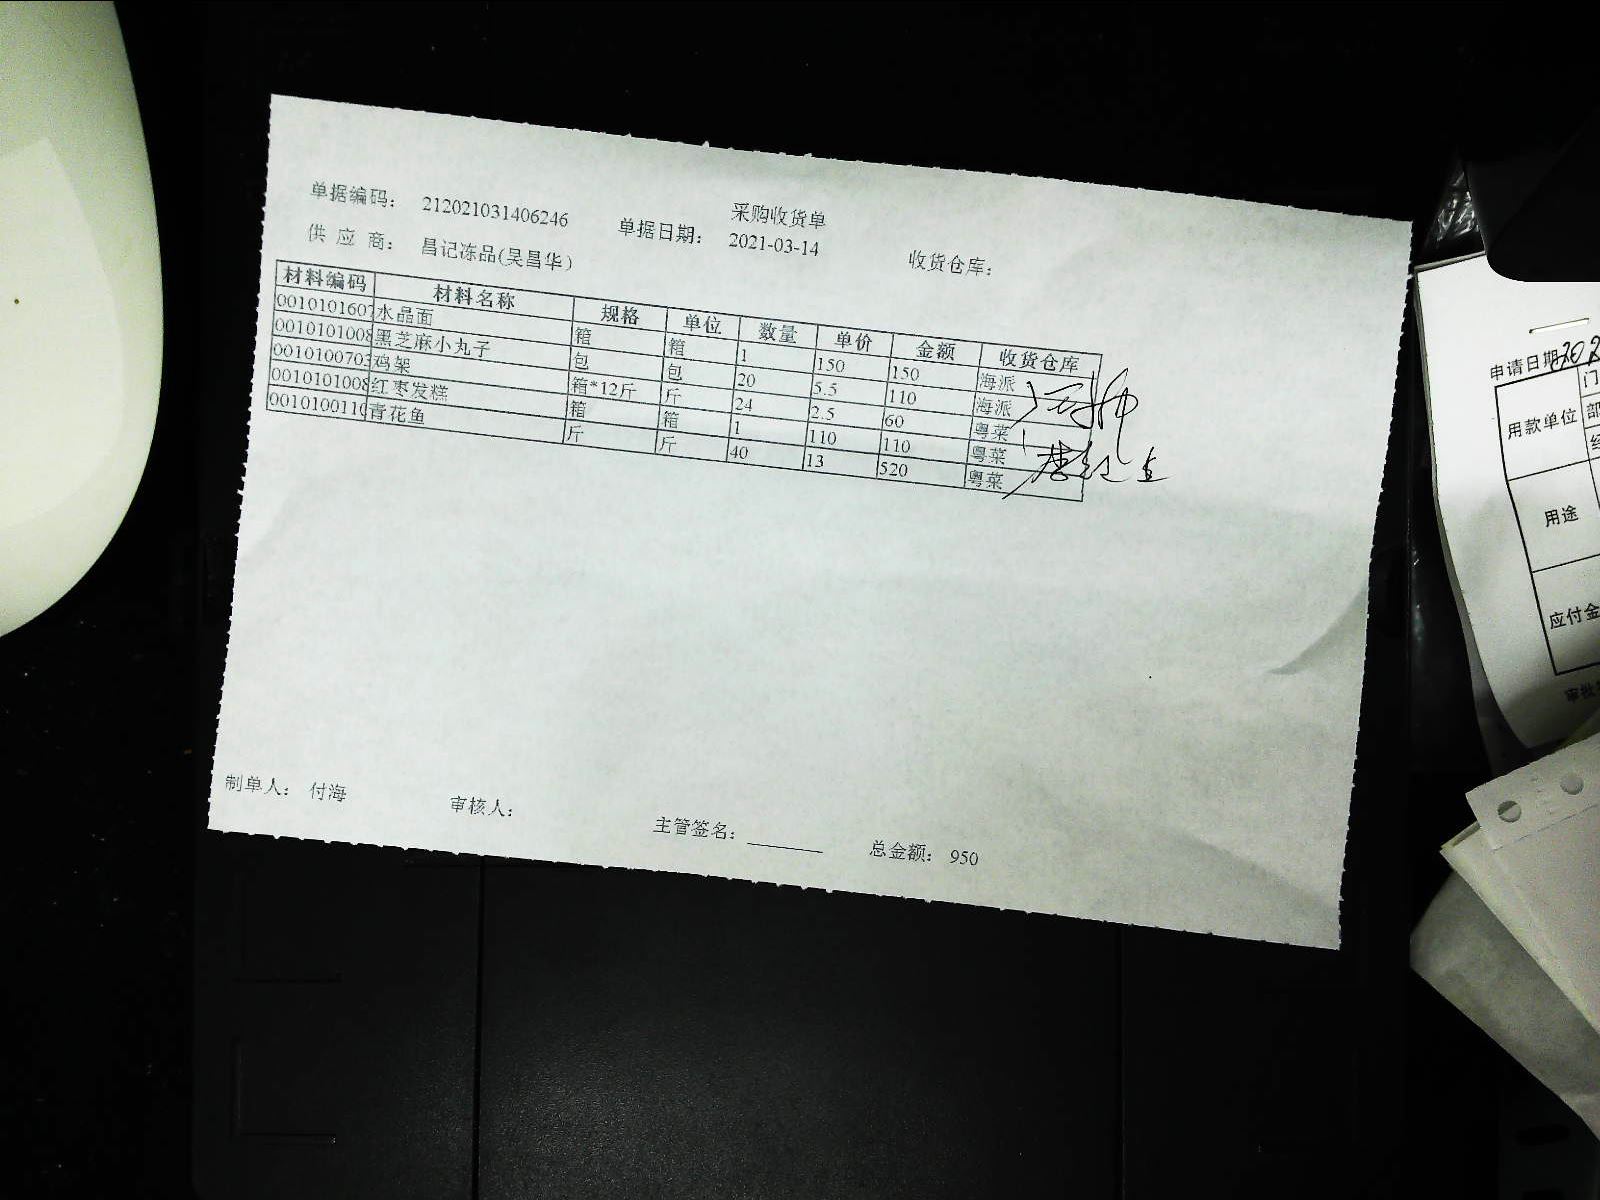 采购收货单
单据编码： 212021031406246 单据日期： 2021-03-14 收货仓库：
供 应 商： 昌记冻品(吴昌华)
材料编码 材料名称 规格 单位 数量 单价 金额 收货仓库
0010101607 水晶面 箱 箱 1 150 150 海派
0010101008 黑芝麻小丸子 包 包 20 5.5 110 海派
0010100703 鸡架 箱*12斤 斤 24 2.5 60 粤菜
0010101008 红枣发糕 箱 箱 1 110 110 粤菜
0010100110 青花鱼 斤 斤 40 13 520 粤菜
制单人： 付海 审核人： 主管签名： 总金额： 950
申请日期 202
用款单位 门
部
经
用途
应付金
审批